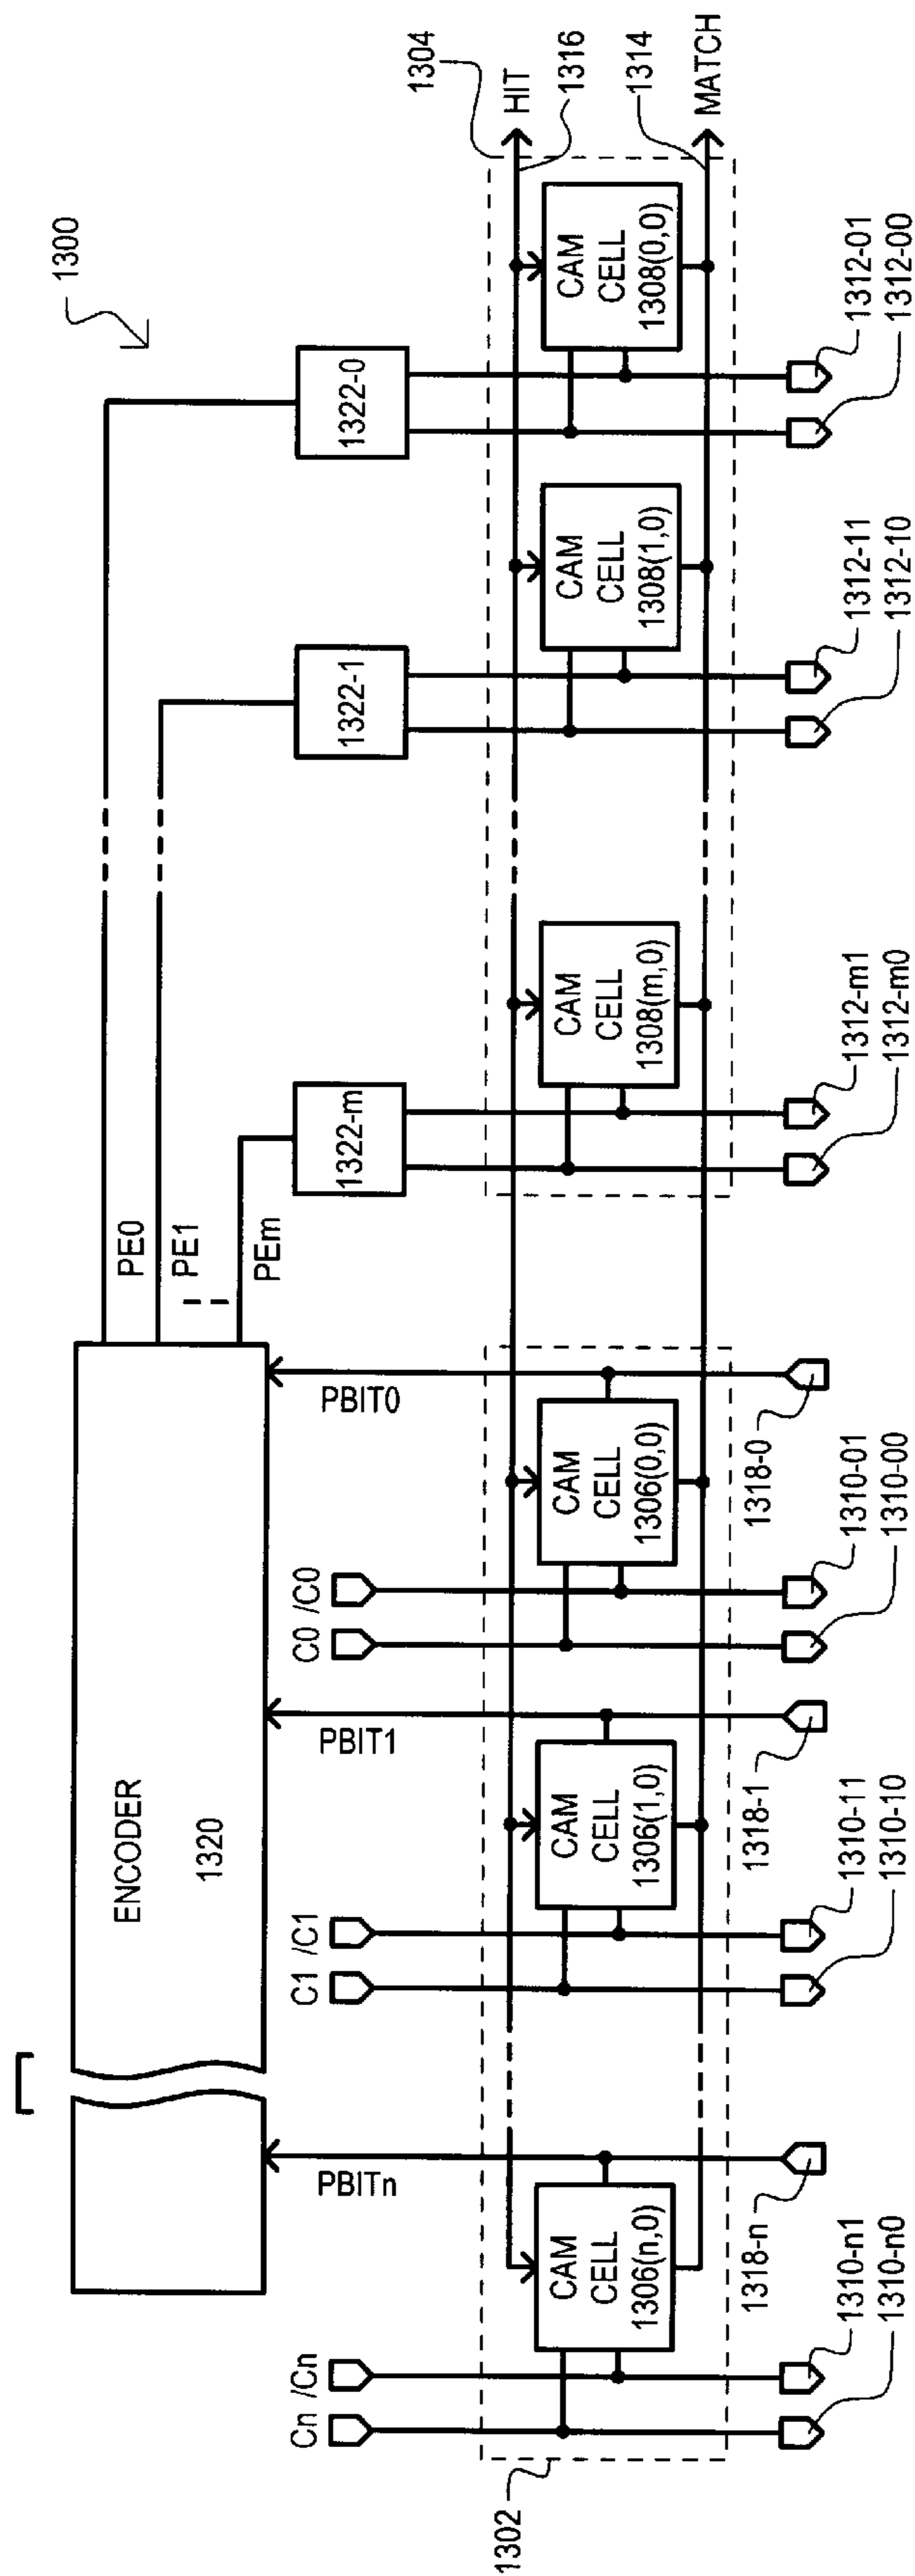 1300
ENCODER
1320
PE0
PE1
PEm
1322-m
1322-1
1322-0
PBITn
PBIT1
PBIT0
Cn /Cn
C1 /C1
C0 /C0
1304
HIT
1316
1314
MATCH
1302
CAM
CELL
1306(n,0)
CAM
CELL
1306(1,0)
CAM
CELL
1306(0,0)
CAM
CELL
1308(m,0)
CAM
CELL
1308(1,0)
CAM
CELL
1308(0,0)
1318-n
1318-1
1318-0
1310-n1
1310-n0
1310-11
1310-10
1310-01
1310-00
1312-m1
1312-m0
1312-11
1312-10
1312-01
1312-00